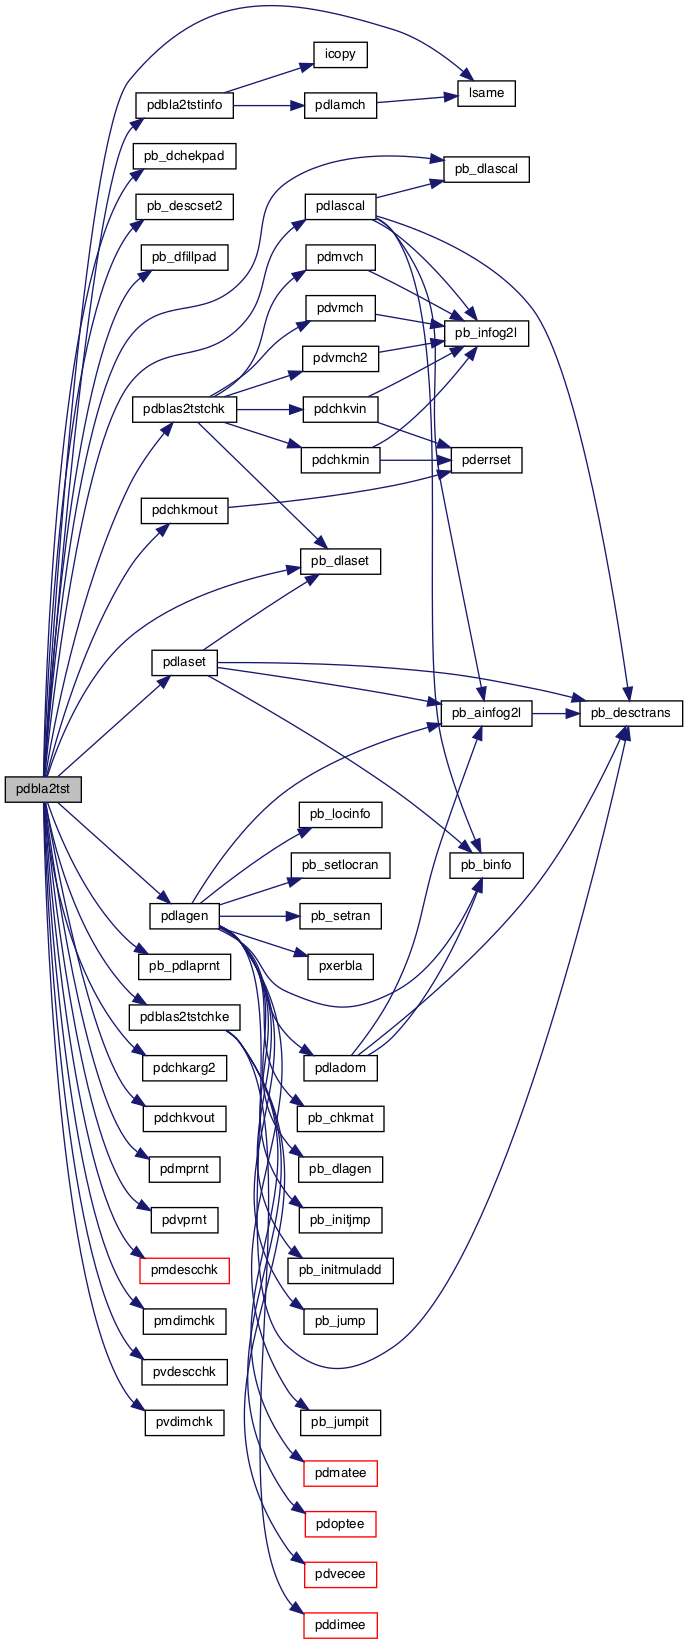 icopy
lsame
pdbla2tstinfo
pdlamch
pb_dchekpad
pb_dlascal
pb_descset2
pdlascal
pb_dfillpad
pdmvch
pdvmch
pb_infog2l
pdvmch2
pdblas2tstchk
pdchkvin
pdchkmin
pderrset
pdchkmout
pb_dlaset
pdlaset
pb_ainfog2l
pb_desctrans
pdbla2tst
pb_locinfo
pb_setlocran
pb_binfo
pdlagen
pb_setran
pb_pdlaprnt
pxerbla
pdblas2tstchke
pdchkarg2
pdladom
pdchkvout
pb_chkmat
pdmprnt
pb_dlagen
pdvprnt
pb_initjmp
pmdescchk
pb_initmuladd
pmdimchk
pb_jump
pvdescchk
pvdimchk
pb_jumpit
pdmatee
pdoptee
pdvecee
pddimee